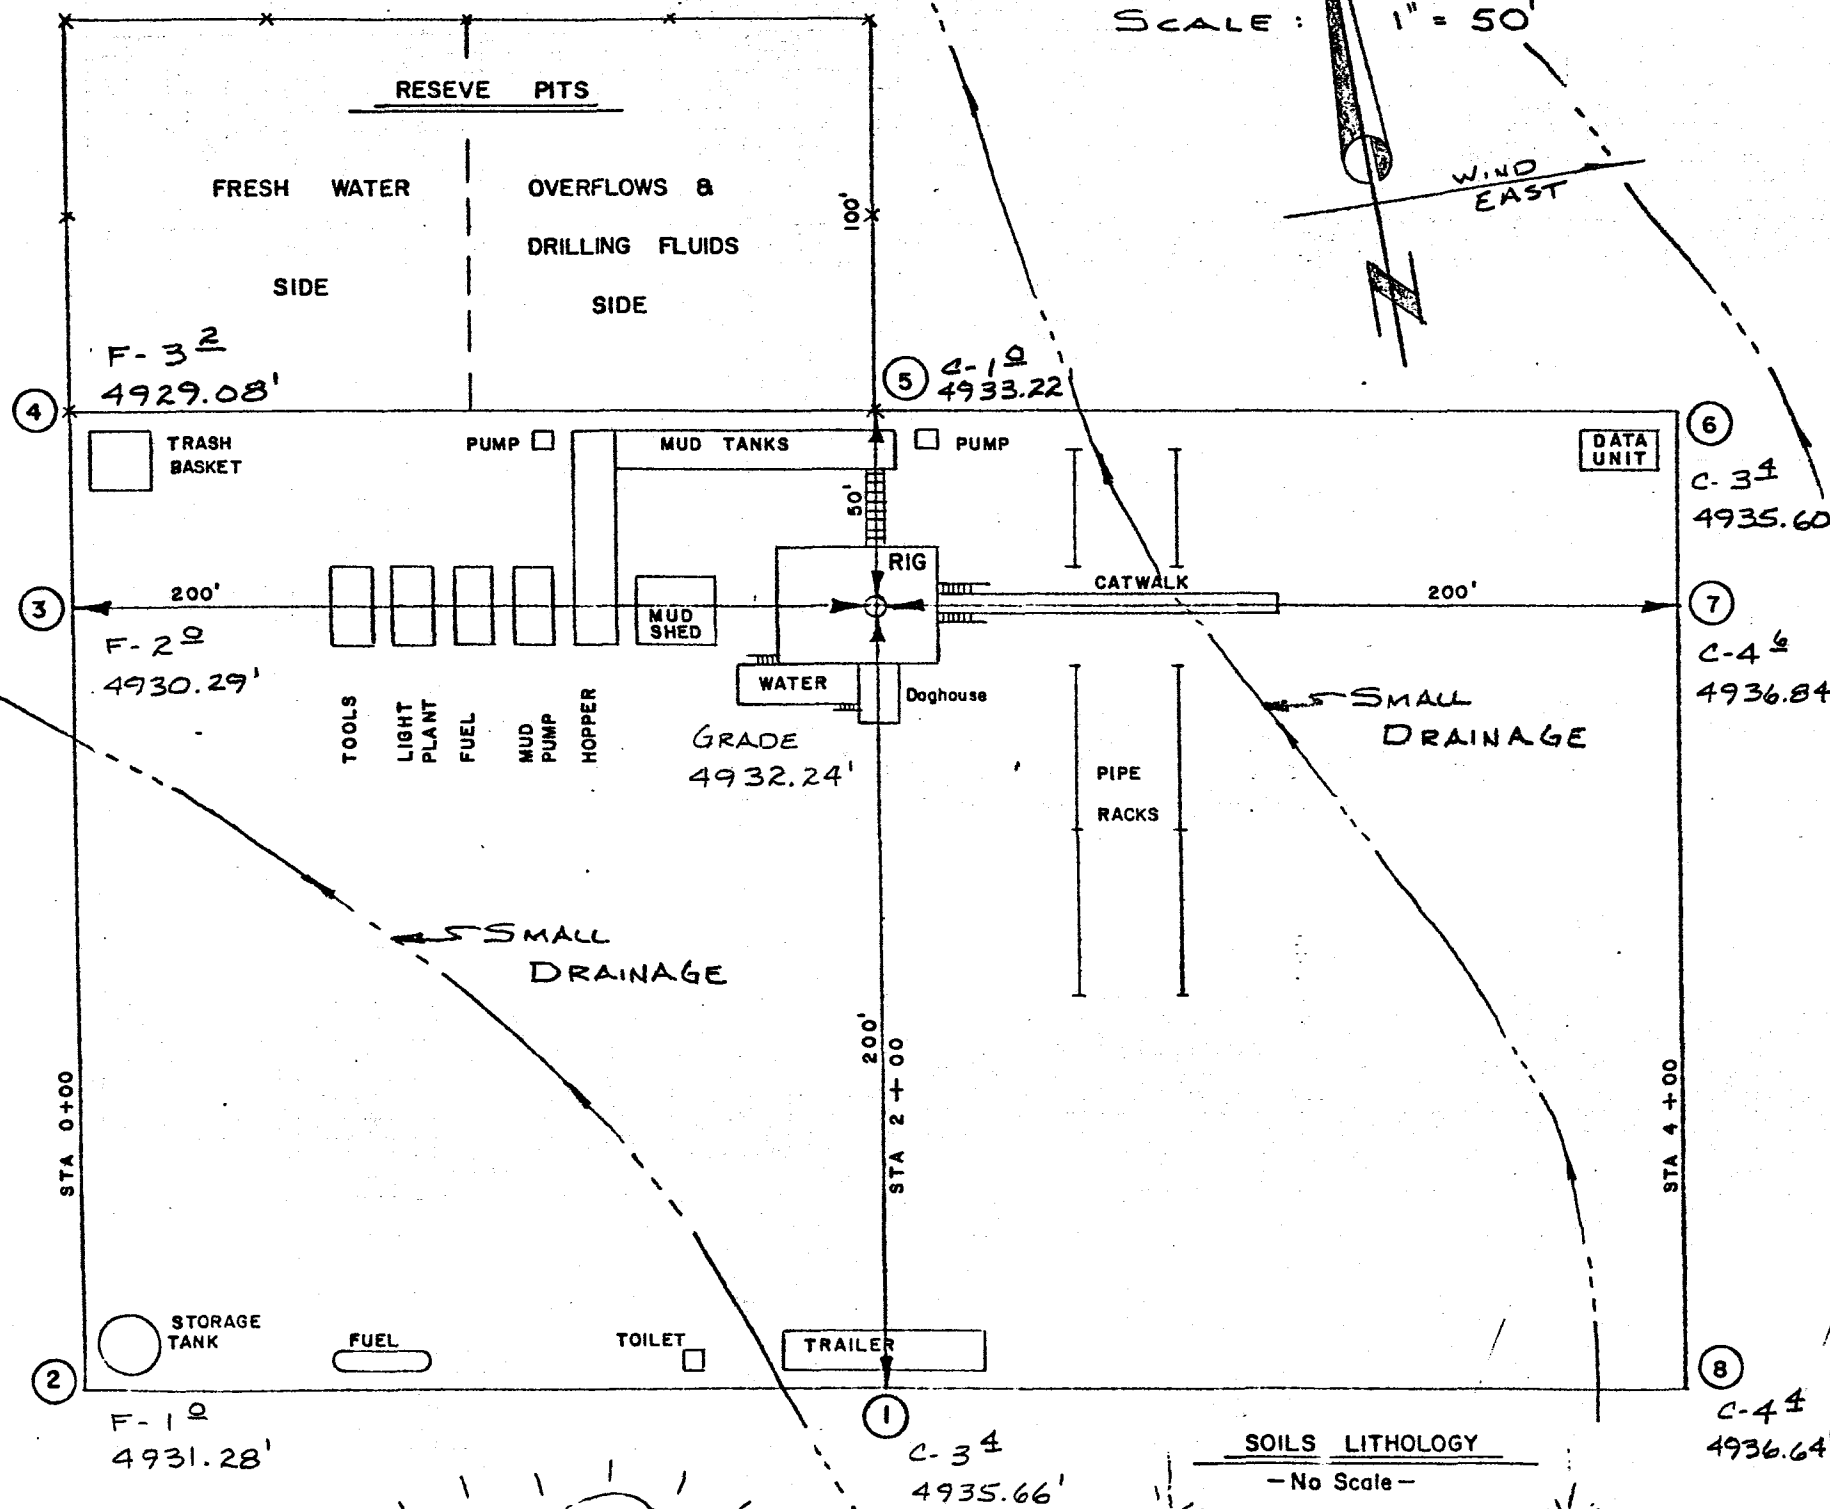 SCALE : 1" = 50'
RESEVE PITS
FRESH WATER
SIDE
OVERFLOWS &
DRILLING FLUIDS
SIDE
100'
WIND
EAST
N
F-3 2
4929.08'
4
5
C-1 0
4933.22
6
TRASH
BASKET
PUMP
MUD TANKS
PUMP
DATA
UNIT
C-3 4
4935.60
50'
RIG
CATWALK
3
200'
200'
7
MUD
SHED
F-2 0
4930.29'
C-4 6
4936.84
WATER
Doghouse
TOOLS
LIGHT
PLANT
FUEL
MUD
PUMP
HOPPER
GRADE
4932.24'
SMALL
DRAINAGE
PIPE
RACKS
SMALL
DRAINAGE
200'
STA 0+00
STA 2+00
STA 4+00
STORAGE
TANK
FUEL
TOILET
TRAILER
2
8
F-1 0
4931.28'
1
C-3 4
4935.66'
C-4 4
4936.64
SOILS LITHOLOGY
-No Scale-